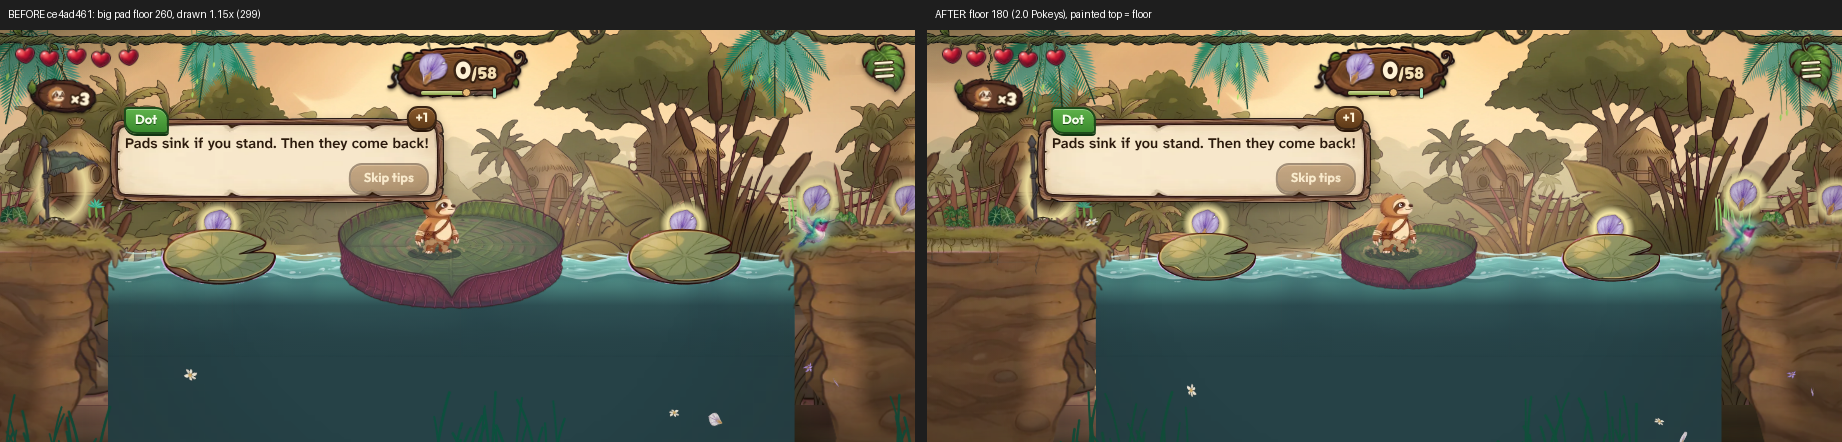 BEFORE ce4ad461: big pad floor 260, drawn 1.15x (299)
0/58
×3
Dot
+1
Pads sink if you stand. Then they come back!
Skip tips
AFTER: floor 180 (2.0 Pokeys), painted top = floor
0/58
×3
Dot
+1
Pads sink if you stand. Then they come back!
Skip tips